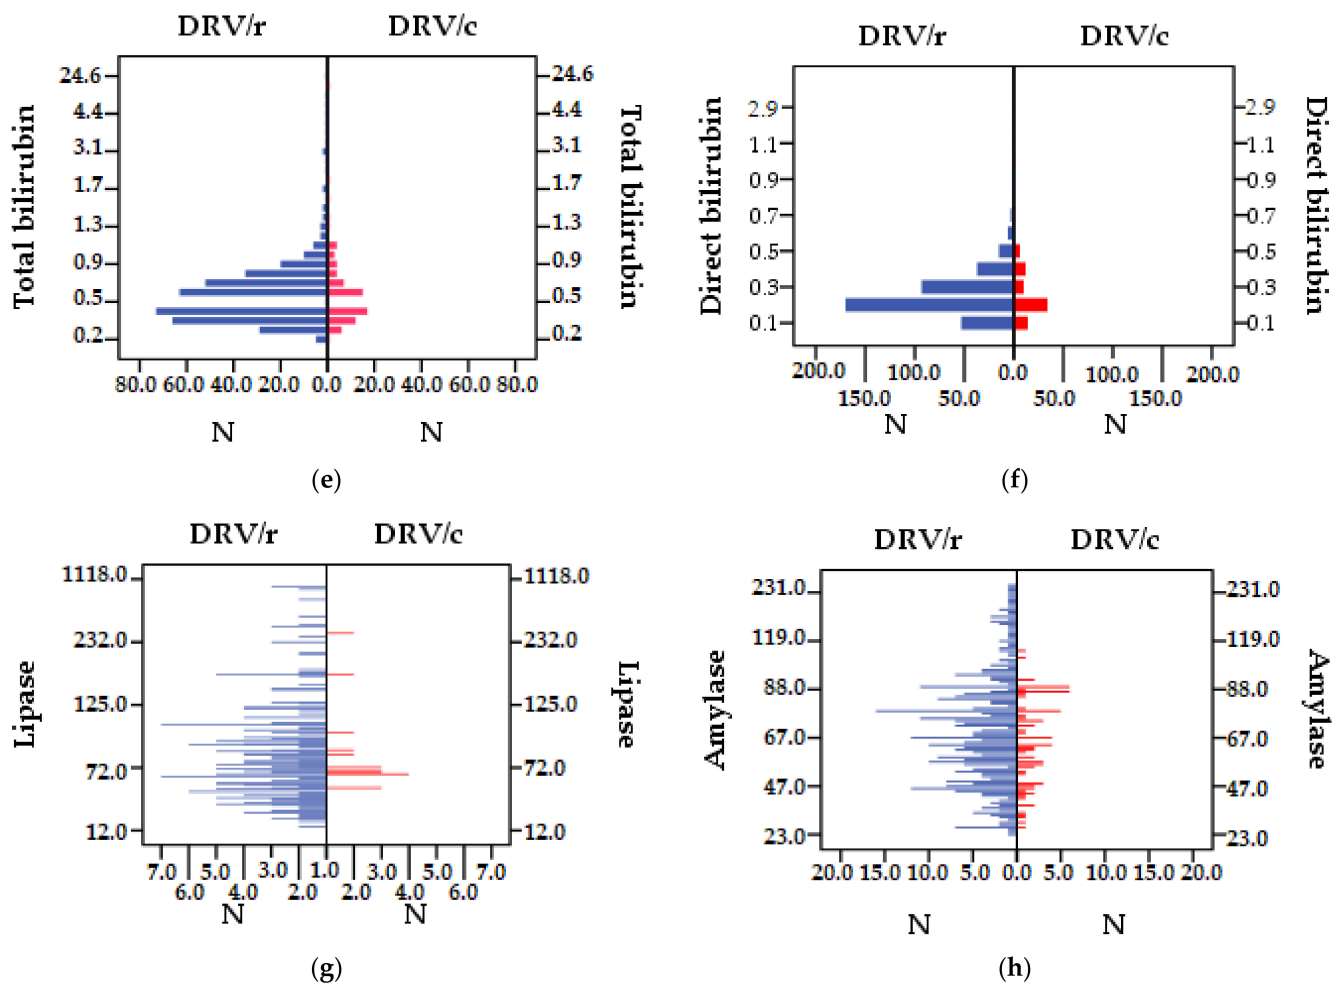 DRV/r DRV/c
Total bilirubin
24.6
4.4
3.1
1.7
1.3
0.9
0.5
0.2
24.6
4.4
3.1
1.7
1.3
0.9
0.5
0.2
Total bilirubin
80.0 60.0 40.0 20.0 0.0 20.0 40.0 60.0 80.0
N N
(e)
DRV/r DRV/c
Direct bilirubin
2.9
1.1
0.9
0.7
0.5
0.3
0.1
2.9
1.1
0.9
0.7
0.5
0.3
0.1
Direct bilirubin
200.0 100.0 0.0 100.0 200.0
150.0 50.0 50.0 150.0
N N
(f)
DRV/r DRV/c
Lipase
1118.0
232.0
125.0
72.0
12.0
1118.0
232.0
125.0
72.0
12.0
Lipase
7.0 5.0 3.0 1.0 3.0 5.0 7.0
6.0 4.0 2.0 2.0 4.0 6.0
N N
(g)
DRV/r DRV/c
Amylase
231.0
119.0
88.0
67.0
47.0
23.0
231.0
119.0
88.0
67.0
47.0
23.0
Amylase
20.0 15.0 10.0 5.0 0.0 5.0 10.0 15.0 20.0
N N
(h)